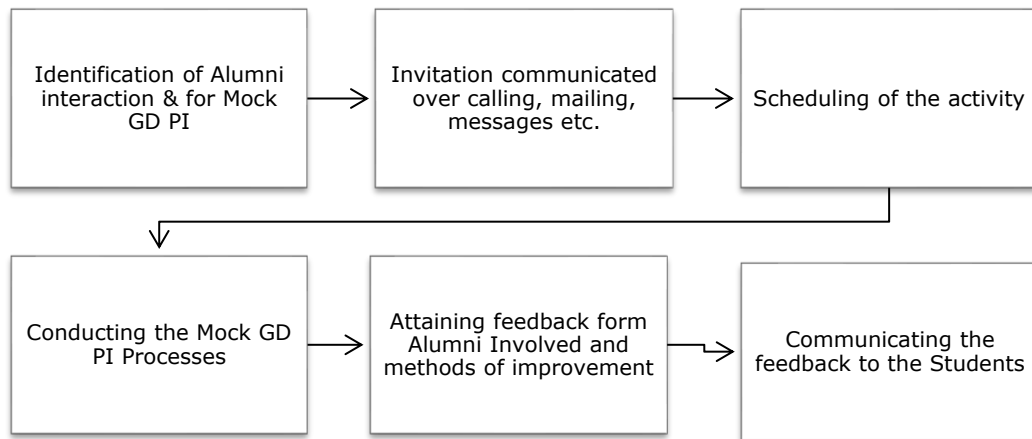 Identification of Alumni
interaction & for Mock
GD PI
Invitation communicated
over calling, mailing,
messages etc.
Scheduling of the activity
Conducting the Mock GD
PI Processes
Attaining feedback form
Alumni Involved and
methods of improvement
Communicating the
feedback to the Students